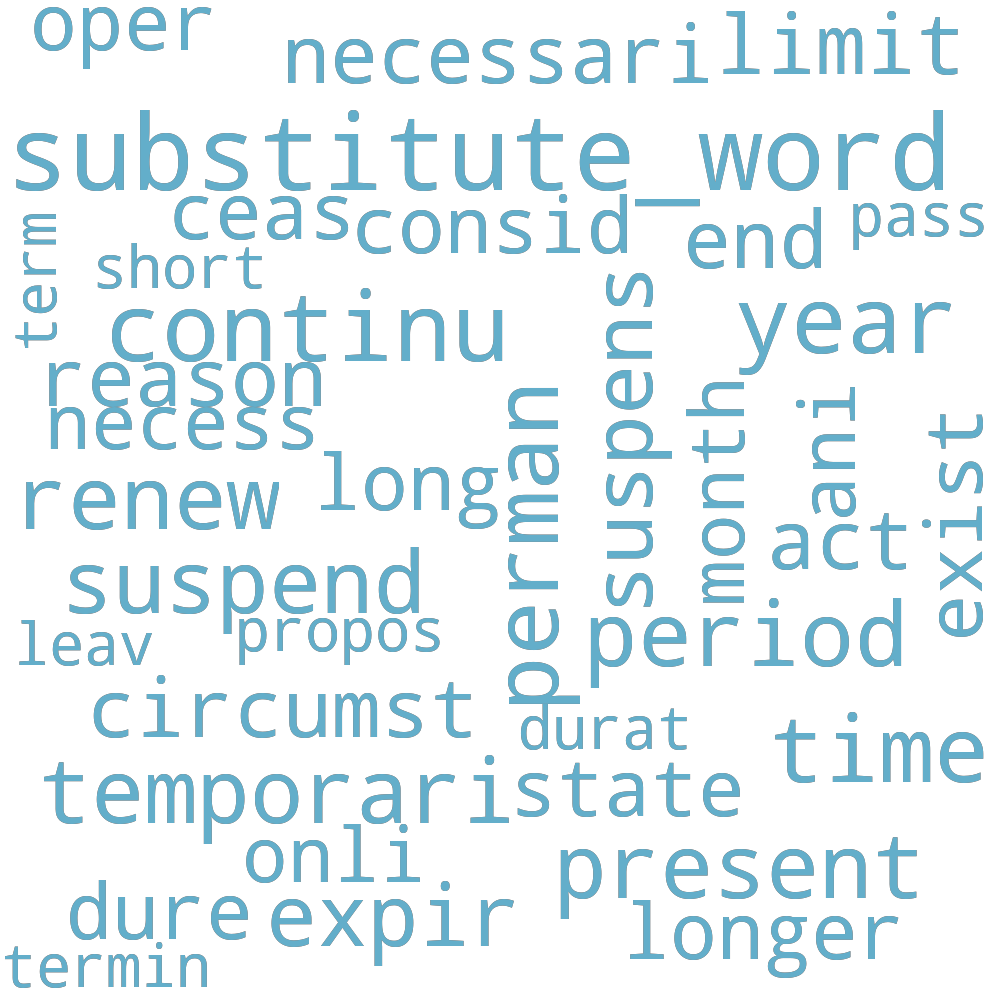 oper
necessari
limit
substitute_word
ceas
consid
end
pass
term
short
continu
suspens
year
reason
necess
perman
month
ani
exist
renew
long
act
suspend
period
leav
propos
circumst
durat
time
temporari
state
onli
present
dure
expir
longer
termin